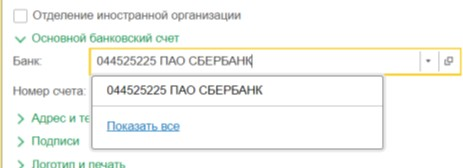 Отделение иностранной организации
Основной банковский счет
Банк: 044525225 ПАО СБЕРБАНК
044525225 ПАО СБЕРБАНК
Номер счета:
Показать все
Адрес и те
Подписи
Логотип и печать